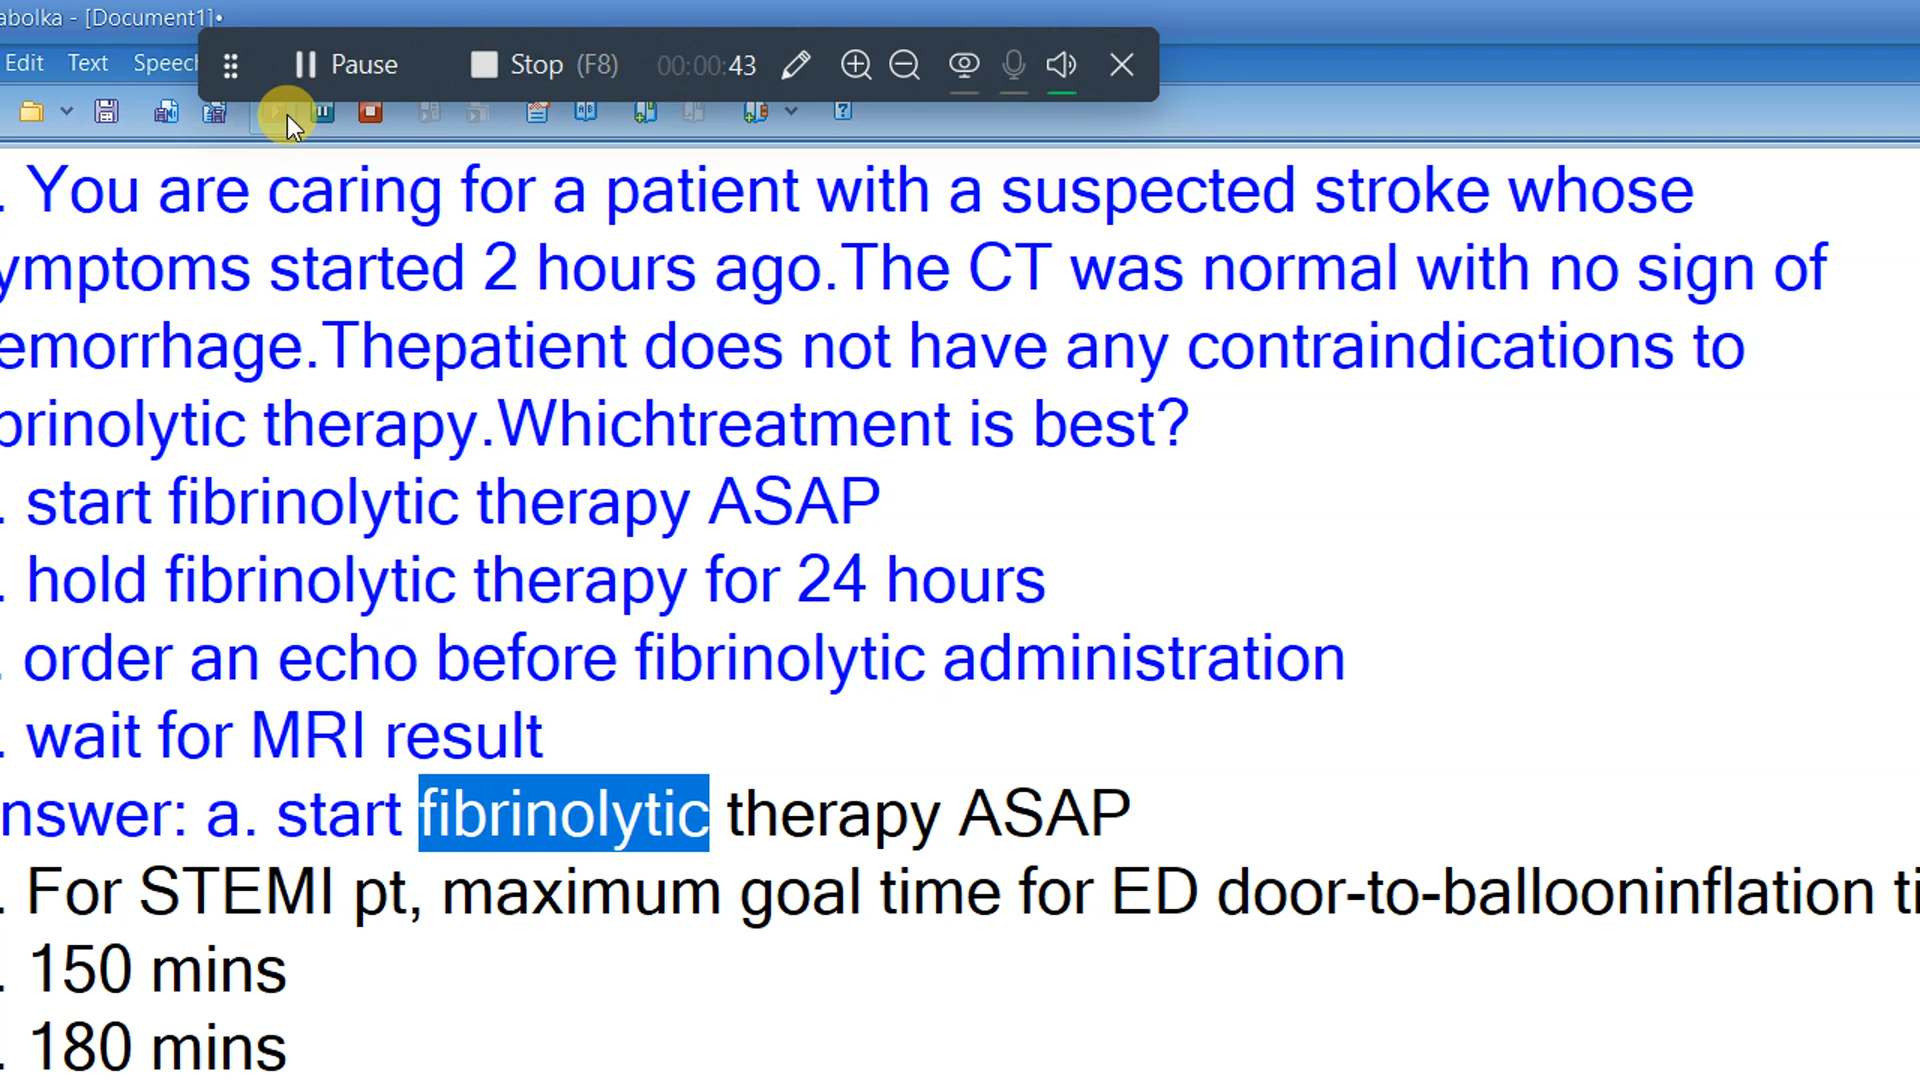 abolka - [Document1]•
Edit Text Speech
Pause Stop (F8) 00:00:43
. You are caring for a patient with a suspected stroke whose
ymptoms started 2 hours ago.The CT was normal with no sign of
emorrhage.Thepatient does not have any contraindications to
brinolytic therapy.Whichtreatment is best?
. start fibrinolytic therapy ASAP
. hold fibrinolytic therapy for 24 hours
. order an echo before fibrinolytic administration
. wait for MRI result
nswer: a. start fibrinolytic therapy ASAP
. For STEMI pt, maximum goal time for ED door-to-ballooninflation ti
. 150 mins
. 180 mins